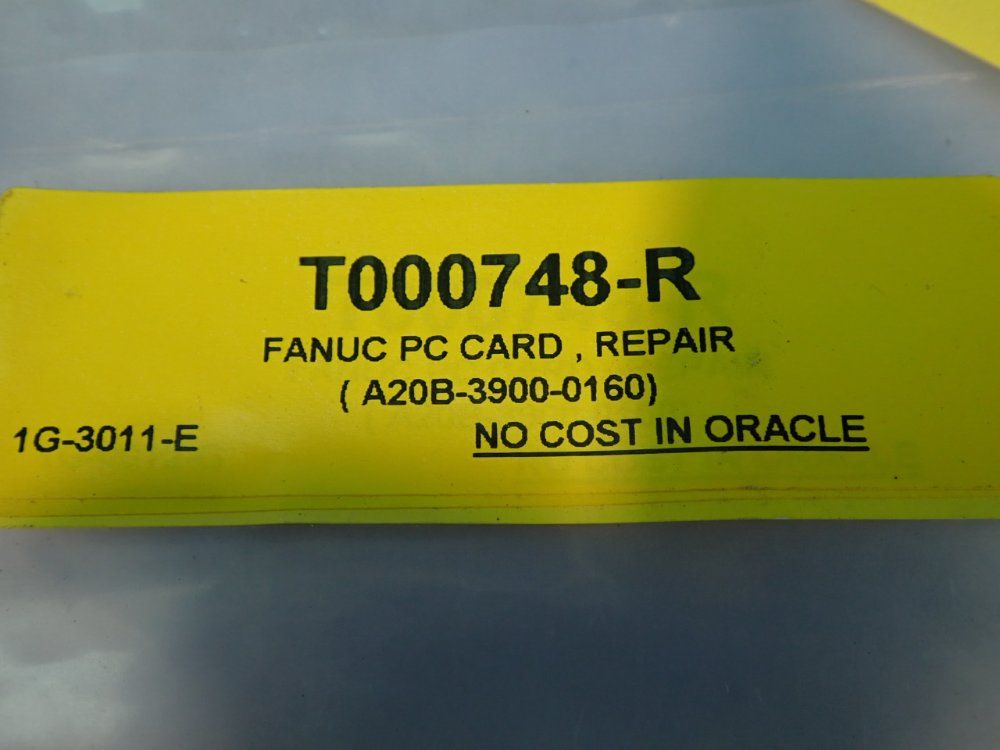 T000748-R
FANUC PC CARD , REPAIR
( A20B-3900-0160)
1G-3011-E NO COST IN ORACLE